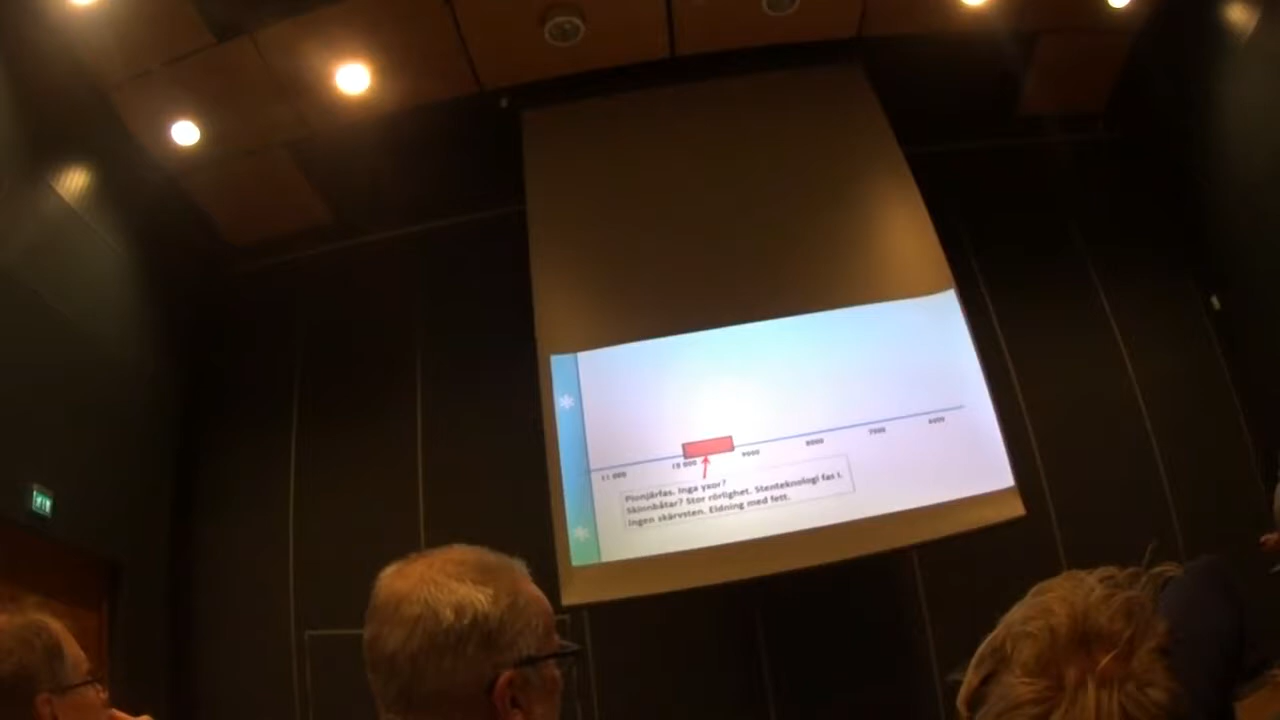 11 000 10 000 9000 8000 7000 6000
Pionjärfas. Inga yxor?
Skinnbåtar? Stor rörlighet. Stenteknologi fas I.
Ingen skärvsten. Eldning med fett.